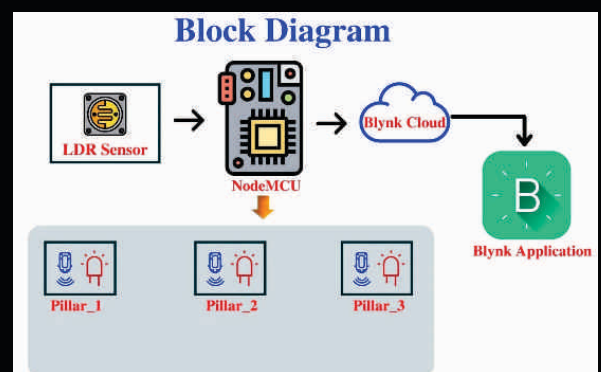 Block Diagram
LDR Sensor
NodeMCU
Blynk Cloud
B
Blynk Application
Pillar_1
Pillar_2
Pillar_3